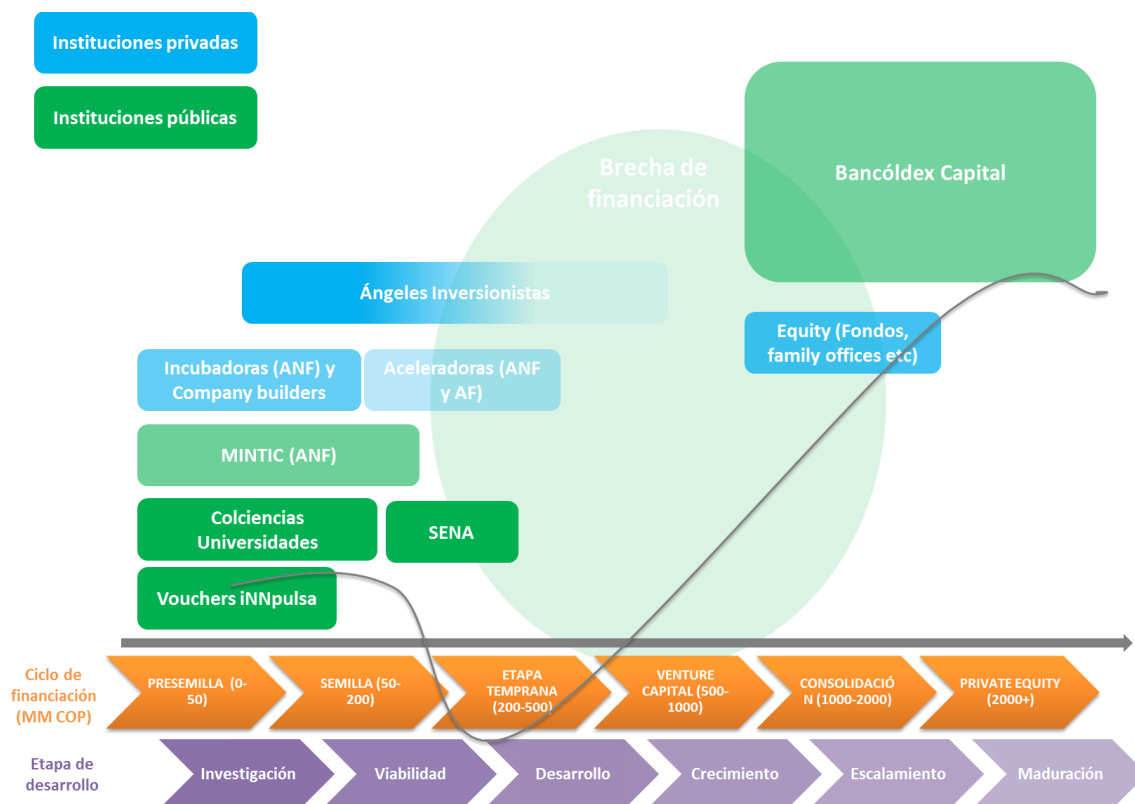 Instituciones privadas
Instituciones públicas
Brecha de
financiación
Bancóldex Capital
Ángeles Inversionistas
Equity (Fondos,
family offices etc)
Incubadoras (ANF) y
Company builders
Aceleradoras (ANF
y AF)
MINTIC (ANF)
Colciencias
Universidades
SENA
Vouchers iNNpulsa
Ciclo de
financiación
(MM COP)
PRESEMILLA (0-
50)
SEMILLA (50-
200)
ETAPA
TEMPRANA
(200-500)
VENTURE
CAPITAL (500-
1000)
CONSOLIDACIÓ
N (1000-2000)
PRIVATE EQUITY
(2000+)
Etapa de
desarrollo
Investigación
Viabilidad
Desarrollo
Crecimiento
Escalamiento
Maduración